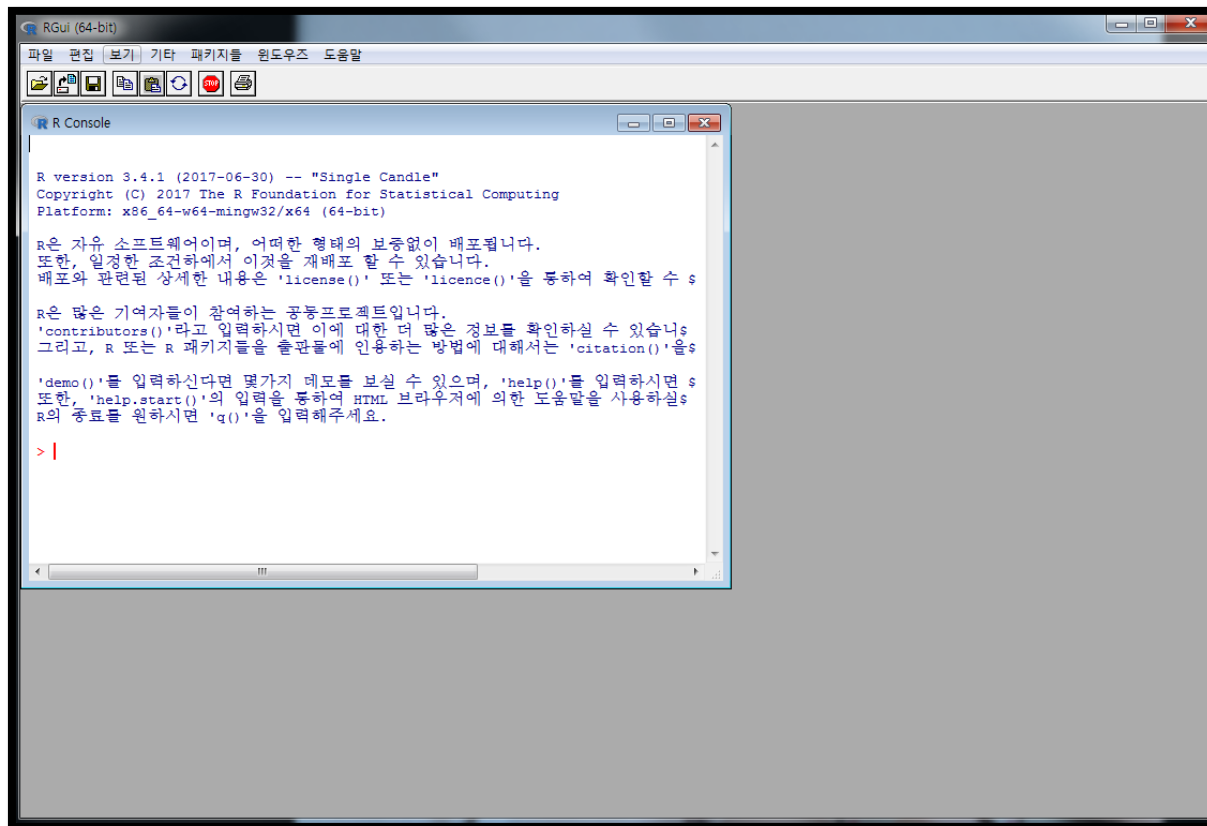 RGui (64-bit)
파일 편집 보기 기타 패키지들 윈도우즈 도움말
STOP
R Console
R version 3.4.1 (2017-06-30) -- "Single Candle"
Copyright (C) 2017 The R Foundation for Statistical Computing
Platform: x86_64-w64-mingw32/x64 (64-bit)
R은 자유 소프트웨어이며, 어떠한 형태의 보증없이 배포됩니다.
또한, 일정한 조건하에서 이것을 재배포 할 수 있습니다.
배포와 관련된 상세한 내용은 'license()' 또는 'licence()'을 통하여 확인할 수 $
R은 많은 기여자들이 참여하는 공동프로젝트입니다.
'contributors()'라고 입력하시면 이에 대한 더 많은 정보를 확인하실 수 있습니$
그리고, R 또는 R 패키지들을 출판물에 인용하는 방법에 대해서는 'citation()'을$
'demo()'를 입력하신다면 몇가지 데모를 보실 수 있으며, 'help()'를 입력하시면 $
또한, 'help.start()'의 입력을 통하여 HTML 브라우저에 의한 도움말을 사용하실$
R의 종료를 원하시면 'q()'을 입력해주세요.
>